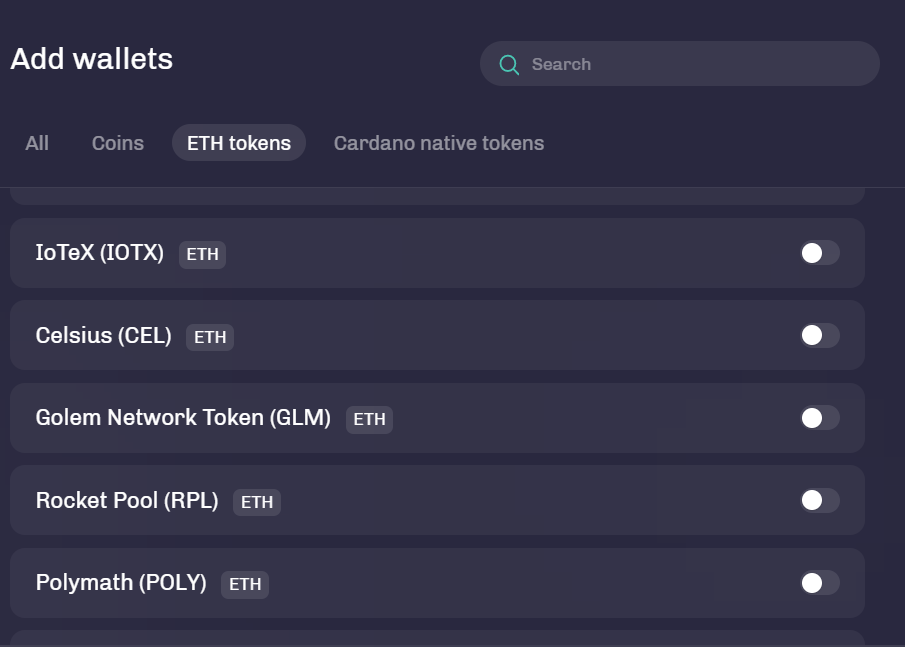 Add wallets
Search
All Coins ETH tokens Cardano native tokens
IoTeX (IOTX) ETH
Celsius (CEL) ETH
Golem Network Token (GLM) ETH
Rocket Pool (RPL) ETH
Polymath (POLY) ETH